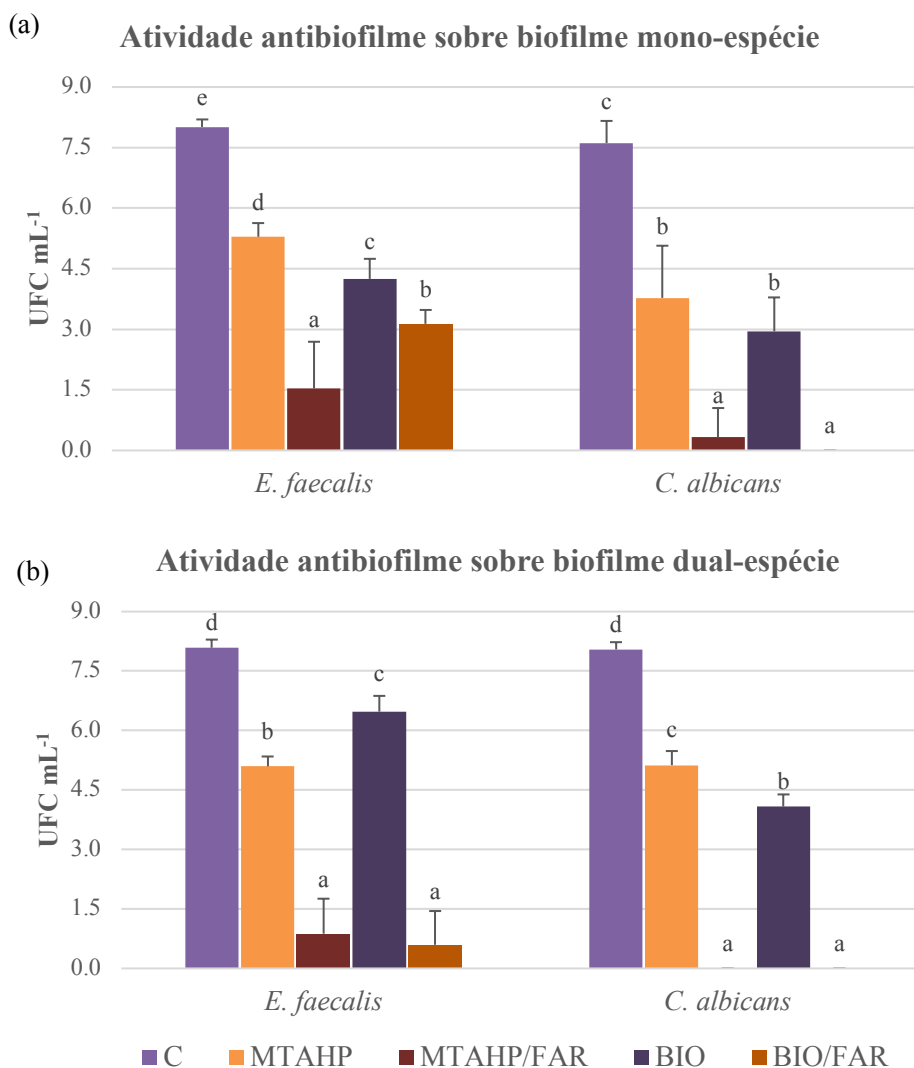 (a)
Atividade antibiofilme sobre biofilme mono-espécie
UFC mL⁻¹
9.0
7.5
6.0
4.5
3.0
1.5
0.0
e
d
a
c
b
c
b
a
b
a
E. faecalis
C. albicans
(b)
Atividade antibiofilme sobre biofilme dual-espécie
UFC mL⁻¹
9.0
7.5
6.0
4.5
3.0
1.5
0.0
d
b
a
c
a
d
c
a
b
a
E. faecalis
C. albicans
C MTAHP MTAHP/FAR BIO BIO/FAR